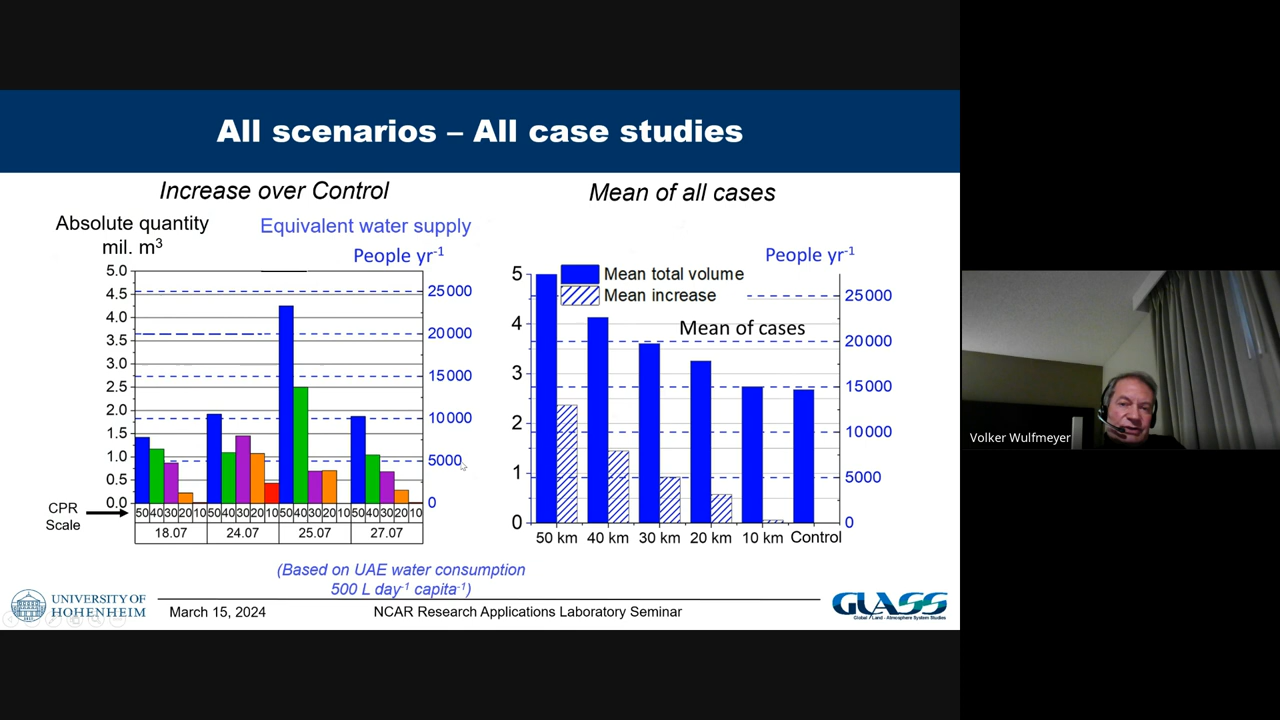 All scenarios – All case studies
Increase over Control
Absolute quantity
mil. m³
Equivalent water supply
People yr⁻¹
5.0
4.5
4.0
3.5
3.0
2.5
2.0
1.5
1.0
0.5
0.0
25000
20000
15000
10000
5000
0
CPR
Scale
50 40 30 20 10 50 40 30 20 10 50 40 30 20 10 50 40 30 20 10
18.07 24.07 25.07 27.07
Mean of all cases
People yr⁻¹
Mean total volume
Mean increase
Mean of cases
5
4
3
2
1
0
25000
20000
15000
10000
5000
0
50 km 40 km 30 km 20 km 10 km Control
(Based on UAE water consumption
500 L day⁻¹ capita⁻¹)
UNIVERSITY OF
HOHENHEIM
March 15, 2024
NCAR Research Applications Laboratory Seminar
GLASS
Global Land - Atmosphere System Studies
Volker Wulfmeyer